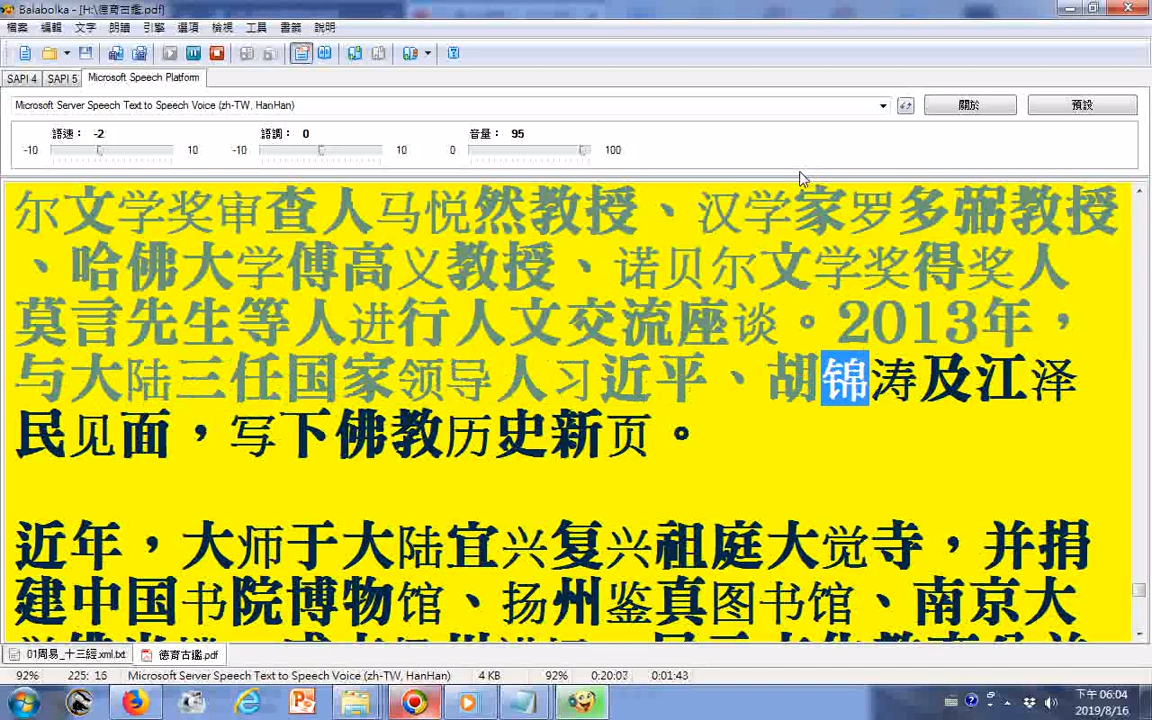 Balabolka - [H:\德育古鑑.pdf]
檔案 編輯 文字 朗讀 引擎 選項 檢視 工具 書籤 說明
SAPI 4 SAPI 5 Microsoft Speech Platform
Microsoft Server Speech Text to Speech Voice (zh-TW, HanHan) 關於 預設
語速： -2 語調： 0 音量： 95
-10 10 -10 10 0 100
尔文学奖审查人马悦然教授、汉学家罗多弼教授
、哈佛大学傅高义教授、诺贝尔文学奖得奖人
莫言先生等人进行人文交流座谈。2013年，
与大陆三任国家领导人习近平、胡锦涛及江泽
民见面，写下佛教历史新页。
近年，大师于大陆宜兴复兴祖庭大觉寺，并捐
建中国书院博物馆、扬州鉴真图书馆、南京大
01周易_十三經.xml.txt 德育古鑑.pdf
92% 225: 16 Microsoft Server Speech Text to Speech Voice (zh-TW, HanHan) 4 KB 92% 0:20:03 0:01:43
下午 06:04
2019/8/16